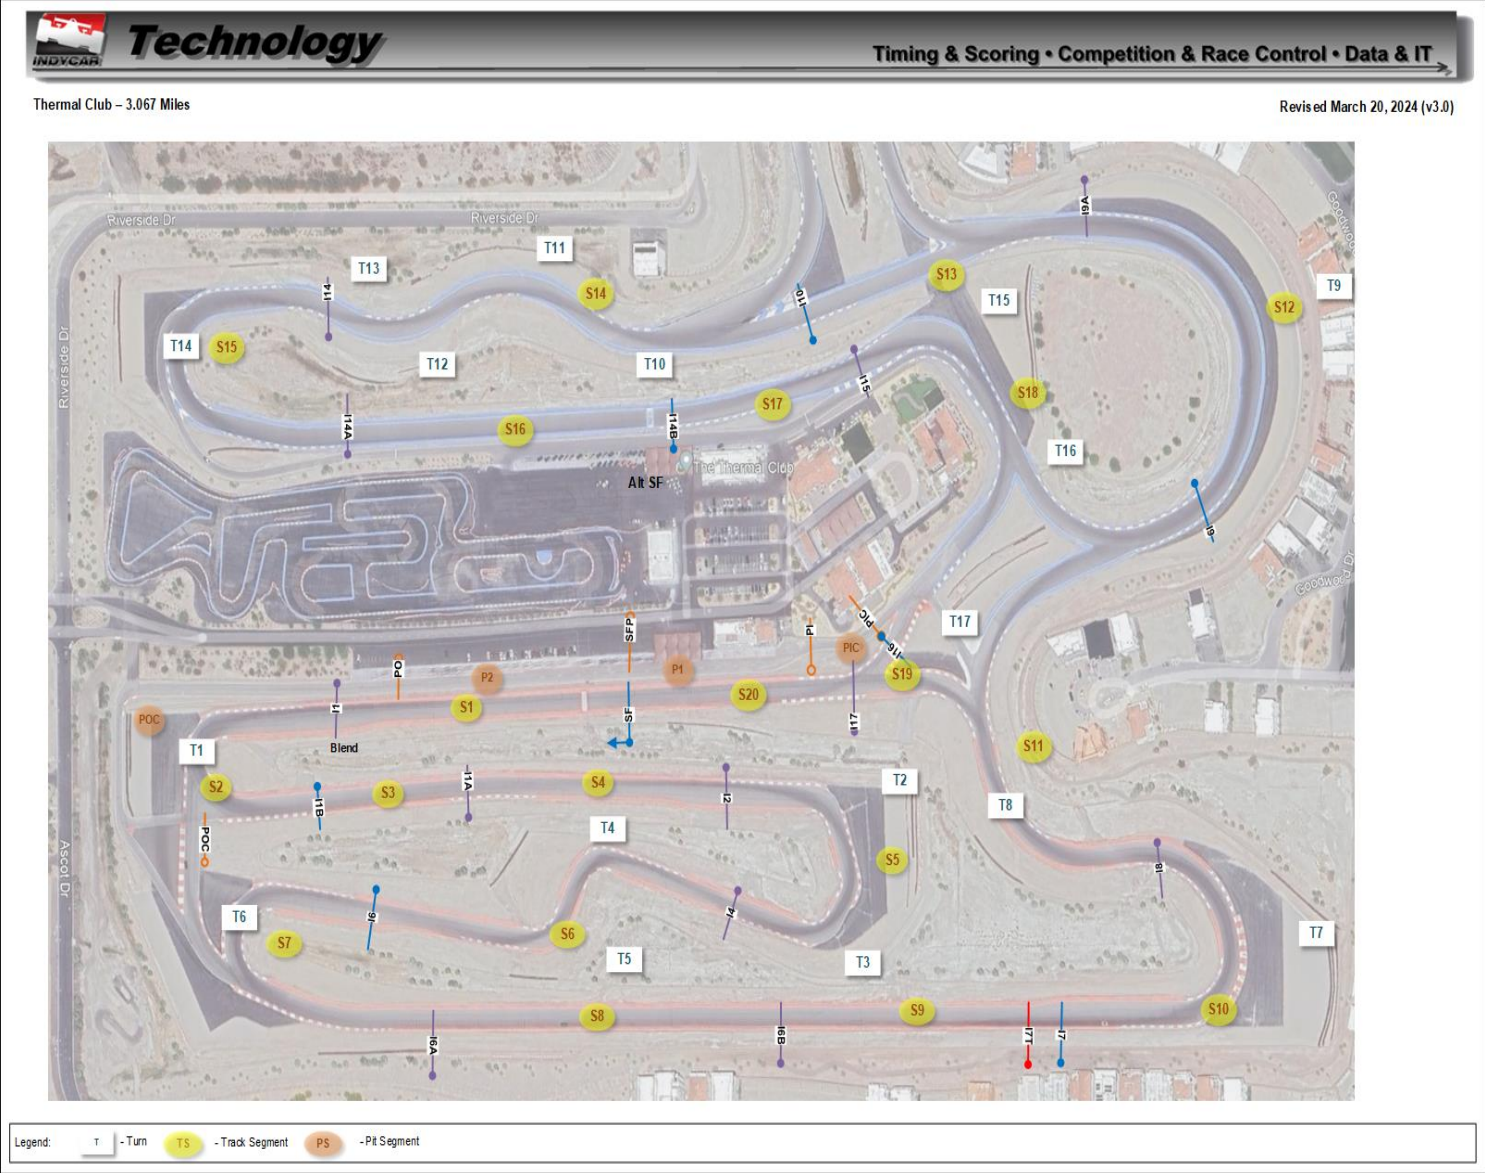 INDYCAR
Technology
Timing & Scoring • Competition & Race Control • Data & IT
Thermal Club – 3.067 Miles
Revised March 20, 2024 (v3.0)
I9A
Riverside Dr
Riverside Dr
Goodwoo
T11
T13
S13
T9
I14
S14
I10
T15
S12
T14
S15
T12
T10
Riverside Dr
I15
S18
S17
I14A
I14B
S16
T16
The Thermal Club
Alt SF
I9
Goodwood Dr
SFP
PI
PIC
T17
I16
PIC
PO
P2
P1
S19
S20
I1
S1
SF
I17
POC
T1
Blend
S11
S2
I1A
S4
T2
S3
I1B
I2
T8
T4
POC
S5
I8
Ascot Dr
T6
I6
I4
S6
T7
S7
T5
T3
S8
S9
S10
I6A
I6B
I7T
I7
Legend:
T - Turn
TS - Track Segment
PS - Pit Segment